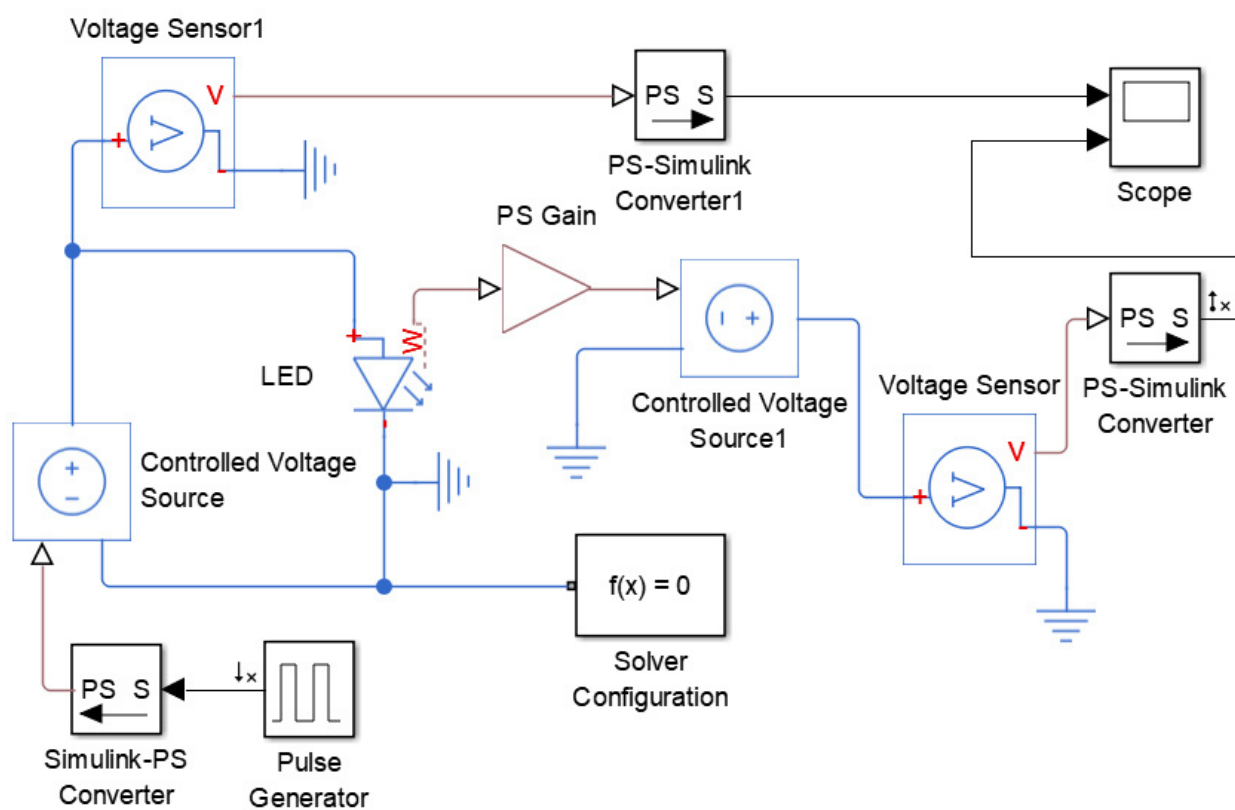 Voltage Sensor1
V
+
V
-
PS S
PS-Simulink
Converter1
Scope
PS Gain
+
W
LED
-
- +
Controlled Voltage
Source1
PS S
↕x
PS-Simulink
Converter
Voltage Sensor
V
+
V
-
+
-
Controlled Voltage
Source
f(x) = 0
Solver
Configuration
PS S
Simulink-PS
Converter
↓x
Pulse
Generator